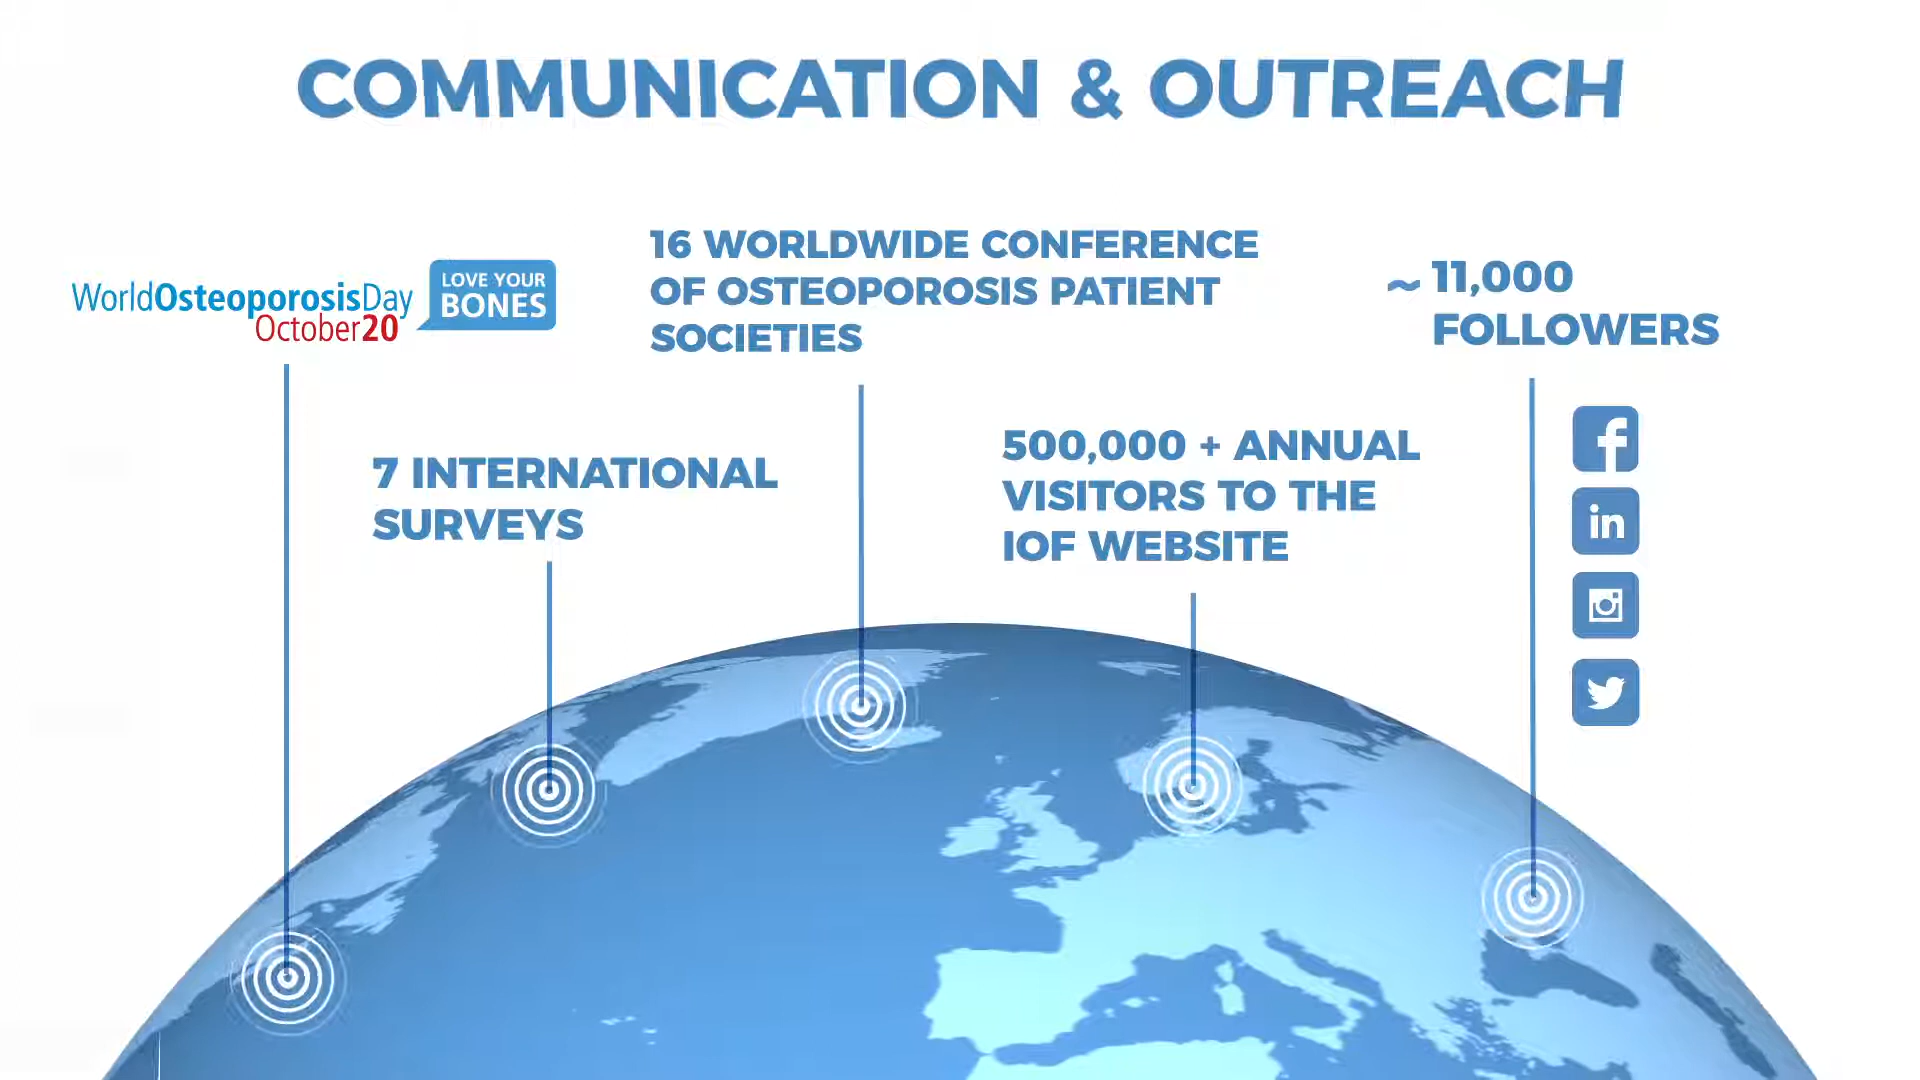 COMMUNICATION & OUTREACH
WorldOsteoporosisDay
October20
LOVE YOUR
BONES
7 INTERNATIONAL
SURVEYS
16 WORLDWIDE CONFERENCE
OF OSTEOPOROSIS PATIENT
SOCIETIES
500,000 + ANNUAL
VISITORS TO THE
IOF WEBSITE
~ 11,000
FOLLOWERS
f
in